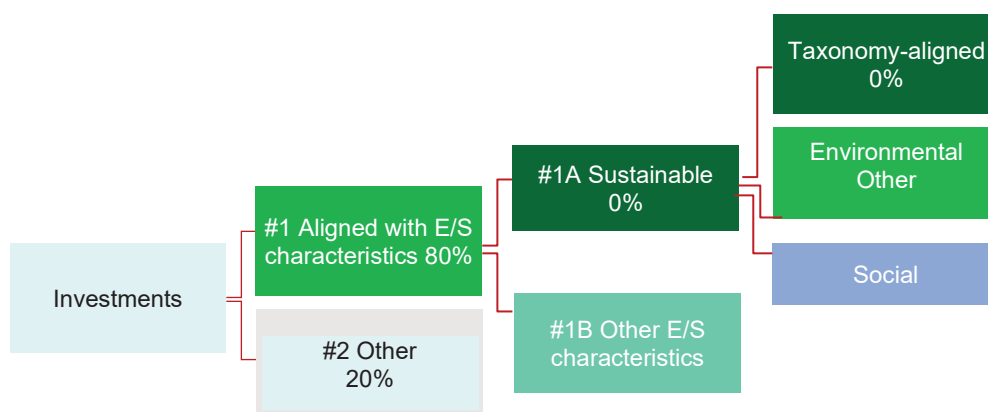 Investments
#1 Aligned with E/S
characteristics 80%
#2 Other
20%
#1A Sustainable
0%
#1B Other E/S
characteristics
Taxonomy-aligned
0%
Environmental
Other
Social